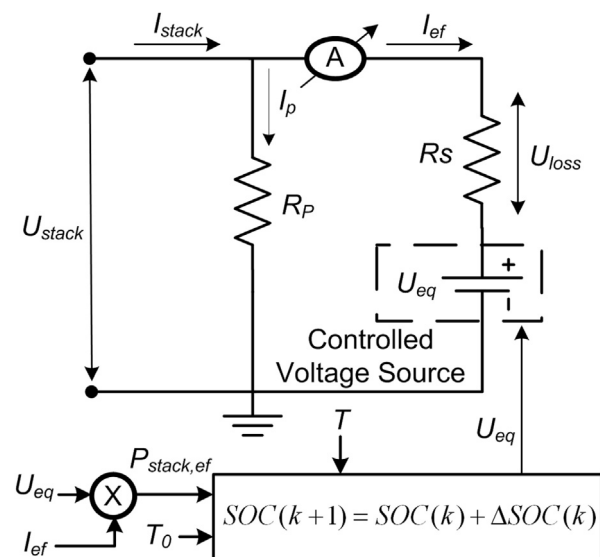 I_stack
A
I_ef
I_p
Rs
U_loss
R_P
U_stack
+
U_eq
-
Controlled
Voltage Source
T
U_eq
P_stack,ef
U_eq
X
SOC(k+1) = SOC(k) + ΔSOC(k)
I_ef
T_0